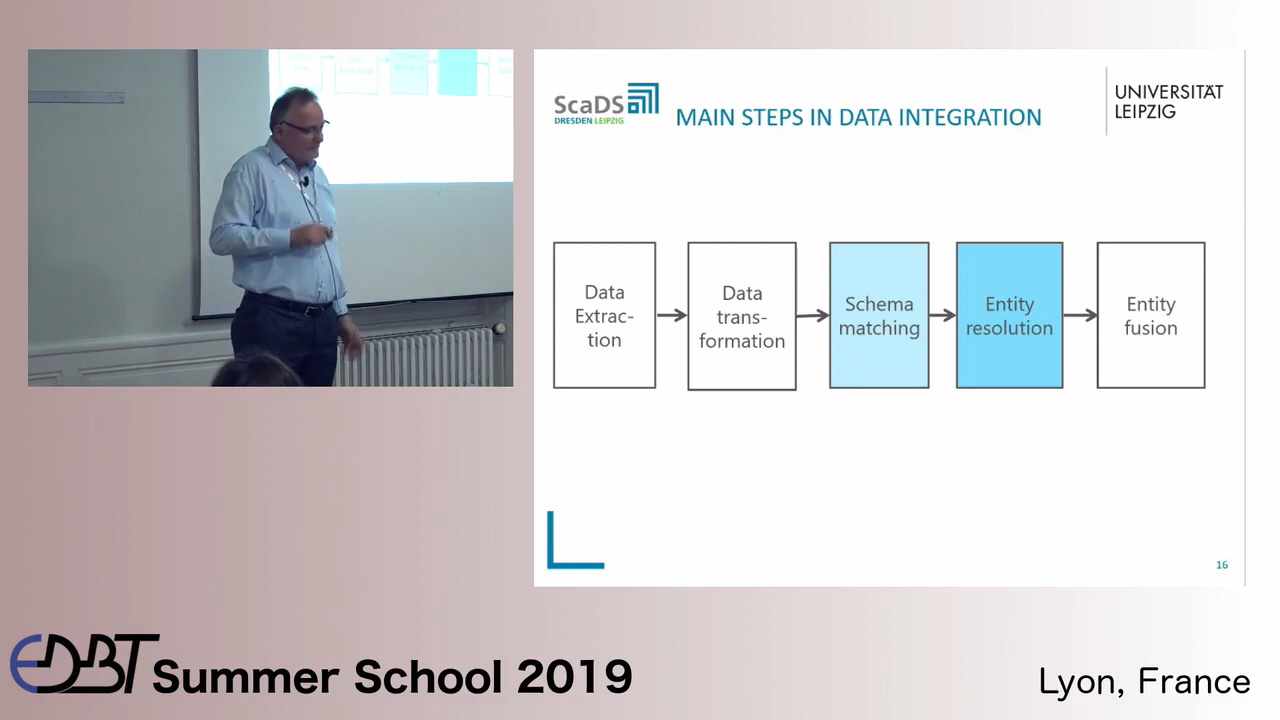 ScaDS
DRESDEN LEIPZIG
MAIN STEPS IN DATA INTEGRATION
UNIVERSITÄT
LEIPZIG
Data
Extrac-
tion
Data
trans-
formation
Schema
matching
Entity
resolution
Entity
fusion
16
EDBT Summer School 2019
Lyon, France